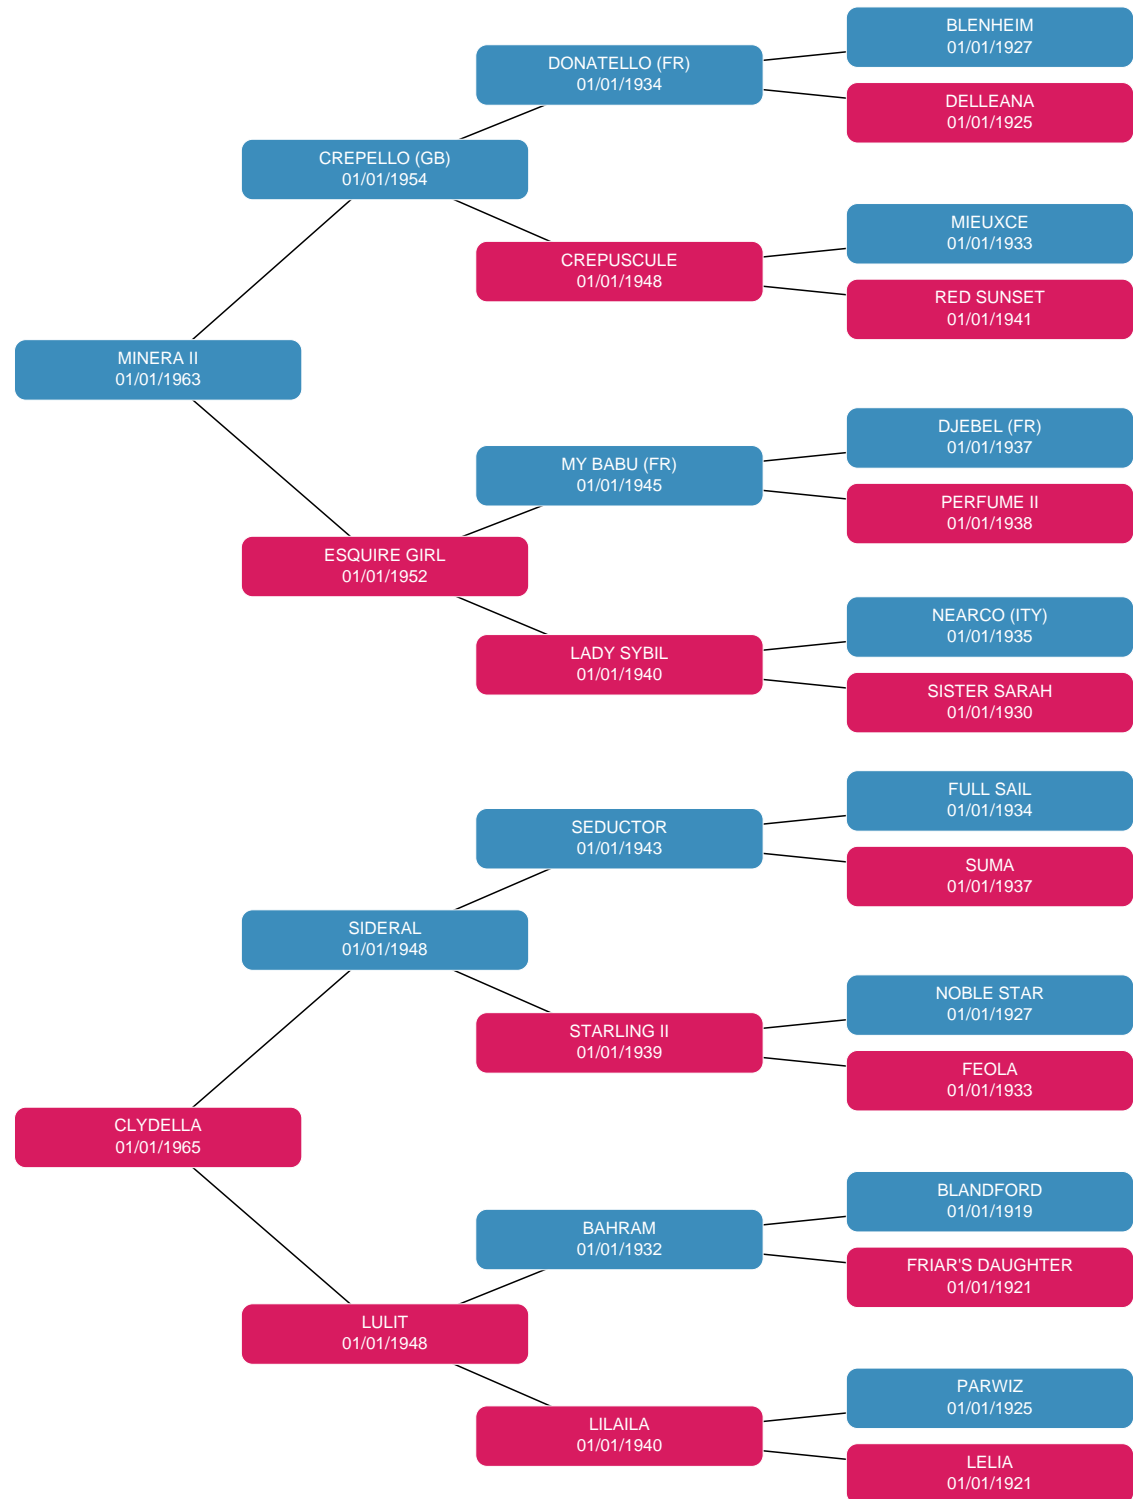 BLENHEIM
01/01/1927
DONATELLO (FR)
01/01/1934
DELLEANA
01/01/1925
CREPELLO (GB)
01/01/1954
MIEUXCE
01/01/1933
CREPUSCULE
01/01/1948
RED SUNSET
01/01/1941
MINERA II
01/01/1963
DJEBEL (FR)
01/01/1937
MY BABU (FR)
01/01/1945
PERFUME II
01/01/1938
ESQUIRE GIRL
01/01/1952
NEARCO (ITY)
01/01/1935
LADY SYBIL
01/01/1940
SISTER SARAH
01/01/1930
FULL SAIL
01/01/1934
SEDUCTOR
01/01/1943
SUMA
01/01/1937
SIDERAL
01/01/1948
NOBLE STAR
01/01/1927
STARLING II
01/01/1939
FEOLA
01/01/1933
CLYDELLA
01/01/1965
BLANDFORD
01/01/1919
BAHRAM
01/01/1932
FRIAR'S DAUGHTER
01/01/1921
LULIT
01/01/1948
PARWIZ
01/01/1925
LILAILA
01/01/1940
LELIA
01/01/1921